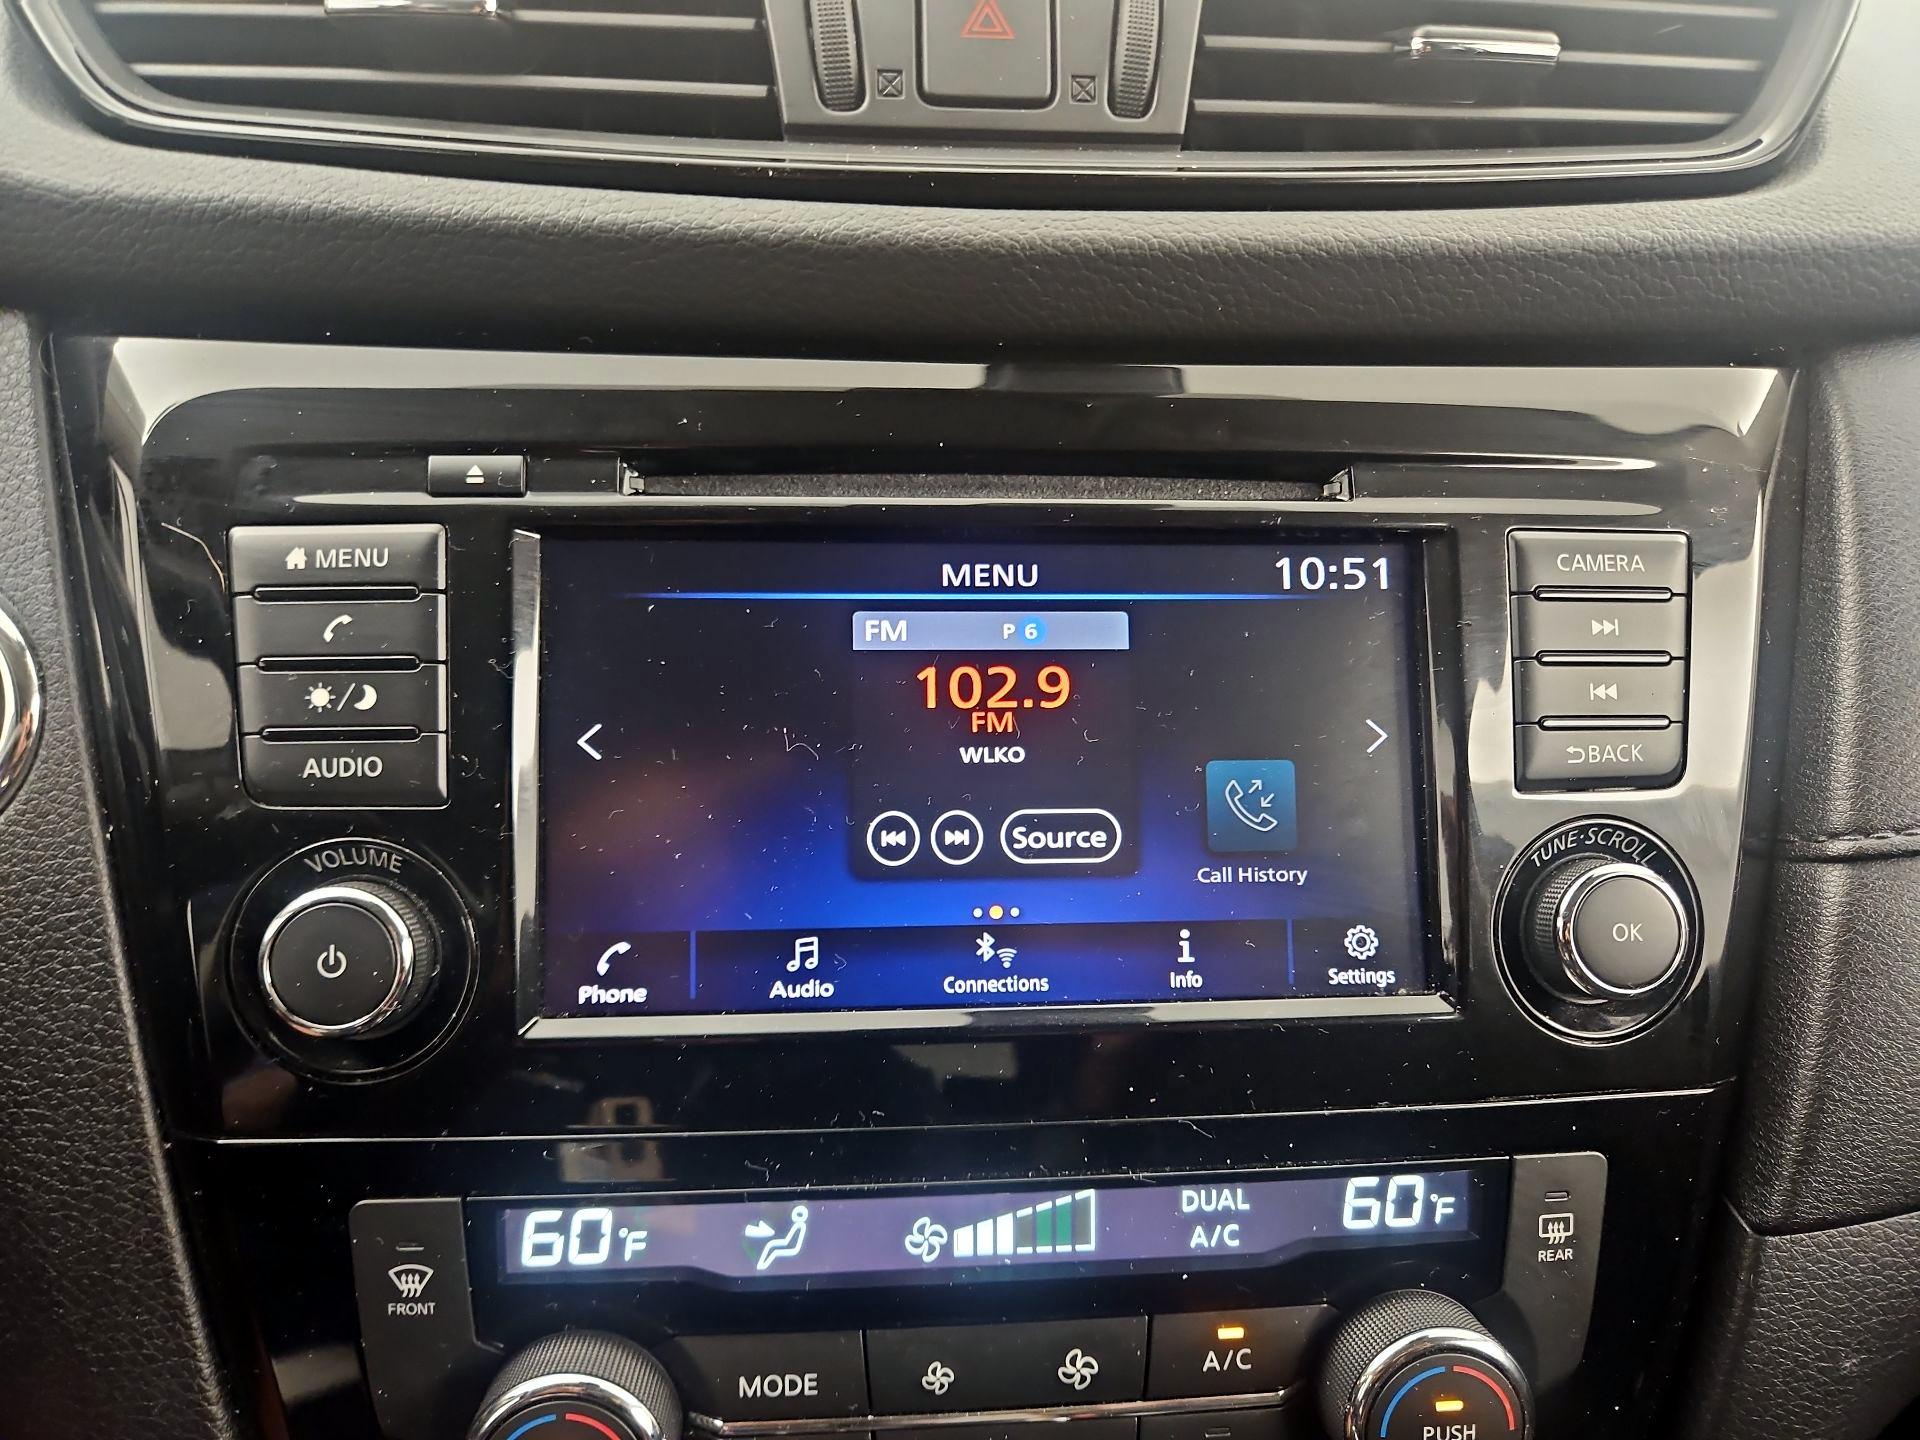 MENU
AUDIO
VOLUME
MENU 10:51
FM P 6
102.9
FM
WLKO
Source
Call History
Phone Audio Connections Info Settings
CAMERA
BACK
TUNE·SCROLL
OK
60°F DUAL 60°F
A/C
FRONT
REAR
MODE
A/C
PUSH